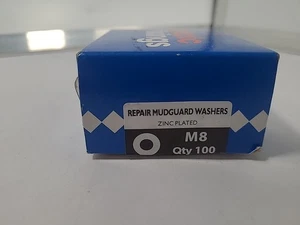 REPAIR MUDGUARD WASHERS
ZINC PLATED
M8
Qty 100